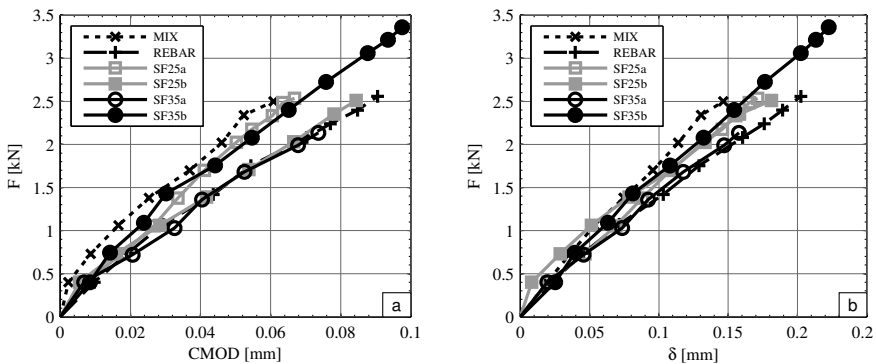 3.5
3
2.5
2
1.5
1
0.5
0
F [kN]
MIX
REBAR
SF25a
SF25b
SF35a
SF35b
a
0 0.02 0.04 0.06 0.08 0.1
CMOD [mm]
3.5
3
2.5
2
1.5
1
0.5
0
F [kN]
MIX
REBAR
SF25a
SF25b
SF35a
SF35b
b
0 0.05 0.1 0.15 0.2 0.2
δ [mm]